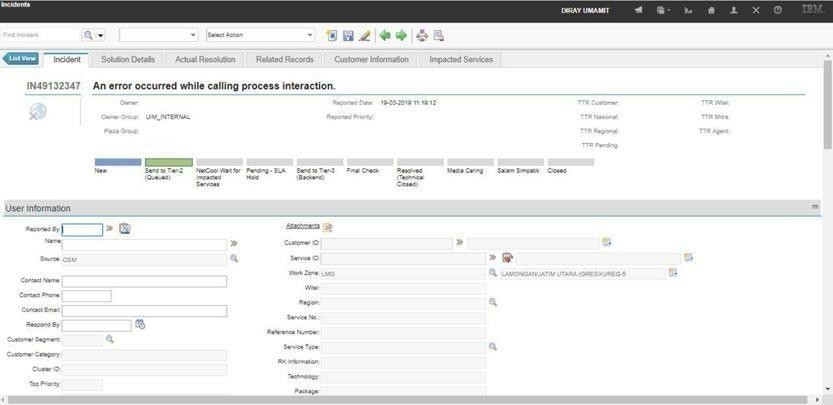 Incidents
DIRAY UMAMIT
IBM.
Find Incident
Select Action
List View
Incident
Solution Details
Actual Resolution
Related Records
Customer Information
Impacted Services
IN49132347
An error occurred while calling process interaction.
Owner:
Reported Date: 19-03-2019 11:19:12
TTR Customer:
TTR Witel:
Owner Group: UIM_INTERNAL
Reported Priority:
TTR Nasional:
TTR Mitra:
Plaza Group:
TTR Regional:
TTR Agent:
TTR Pending:
New
Send to Tier-2 (Queued)
NetCool Wait for Impacted Services
Pending - SLA Hold
Send to Tier-3 (Backend)
Final Check
Resolved (Technical Closed)
Media Caring
Salam Simpatik
Closed
User Information
Reported By:
Attachments
Name:
Customer ID:
Source: OSM
Service ID:
Work Zone: LMG
LAMONGAN/JATIM UTARA (GRESIK)/REG-5
Contact Name:
Witel:
Contact Phone:
Region:
Contact Email:
Service No.:
Respond By:
Reference Number:
Customer Segment:
Service Type:
Customer Category:
RK Information:
Cluster ID:
Technology:
Top Priority:
Package: